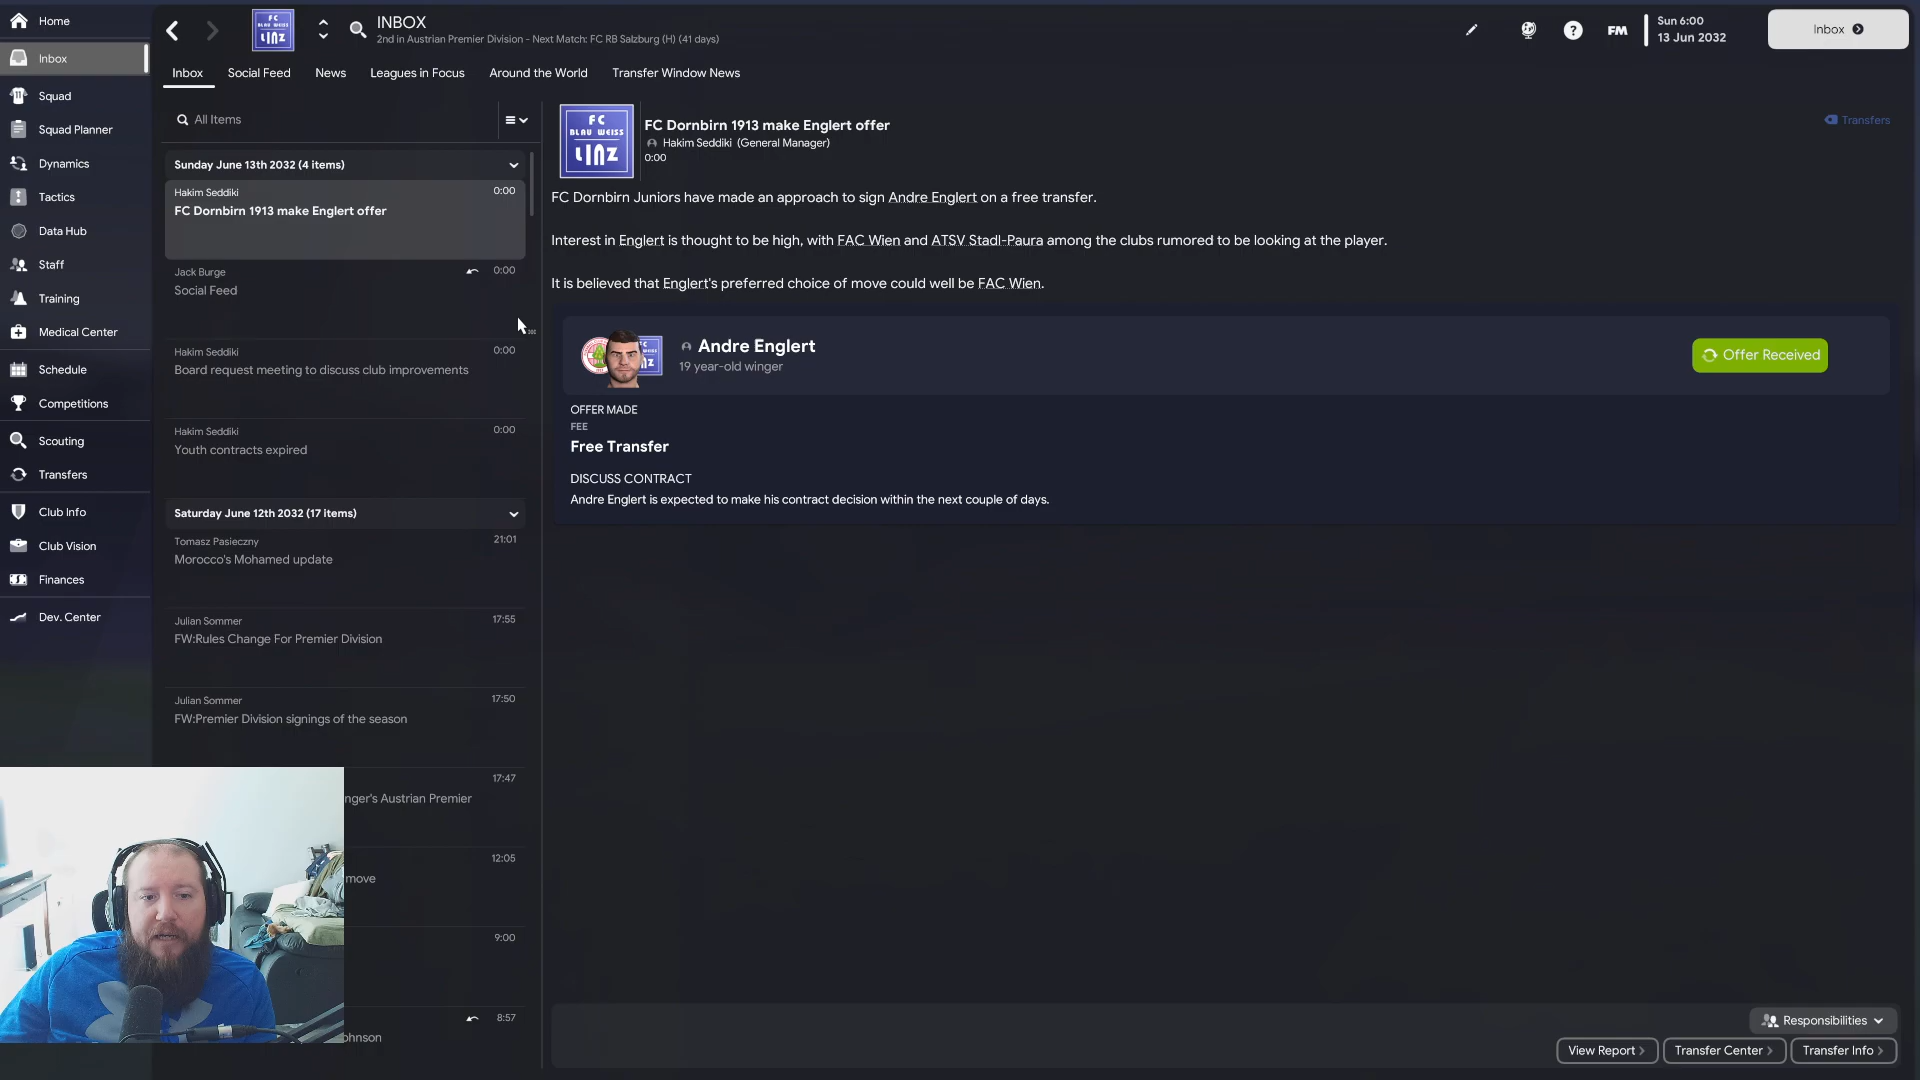 Home
Inbox
Squad
Squad Planner
Dynamics
Tactics
Data Hub
Staff
Training
Medical Center
Schedule
Competitions
Scouting
Transfers
Club Info
Club Vision
Finances
Dev. Center
FC
BLAU WEISS
LINZ
INBOX
2nd in Austrian Premier Division - Next Match: FC RB Salzburg (H) (41 days)
FM
Sun 6:00
13 Jun 2032
Inbox
Inbox Social Feed News Leagues in Focus Around the World Transfer Window News
All Items
Sunday June 13th 2032 (4 items)
Hakim Seddiki 0:00
FC Dornbirn 1913 make Englert offer
Jack Burge 0:00
Social Feed
Hakim Seddiki 0:00
Board request meeting to discuss club improvements
Hakim Seddiki 0:00
Youth contracts expired
Saturday June 12th 2032 (17 items)
Tomasz Pasieczny 21:01
Morocco's Mohamed update
Julian Sommer 17:55
FW:Rules Change For Premier Division
Julian Sommer 17:50
FW:Premier Division signings of the season
17:47
nger's Austrian Premier
12:05
move
9:00
8:57
ohnson
FC
BLAU WEISS
LINZ
FC Dornbirn 1913 make Englert offer
Hakim Seddiki (General Manager)
0:00
Transfers
FC Dornbirn Juniors have made an approach to sign Andre Englert on a free transfer.
Interest in Englert is thought to be high, with FAC Wien and ATSV Stadl-Paura among the clubs rumored to be looking at the player.
It is believed that Englert's preferred choice of move could well be FAC Wien.
Andre Englert
19 year-old winger
Offer Received
OFFER MADE
FEE
Free Transfer
DISCUSS CONTRACT
Andre Englert is expected to make his contract decision within the next couple of days.
Responsibilities
View Report Transfer Center Transfer Info